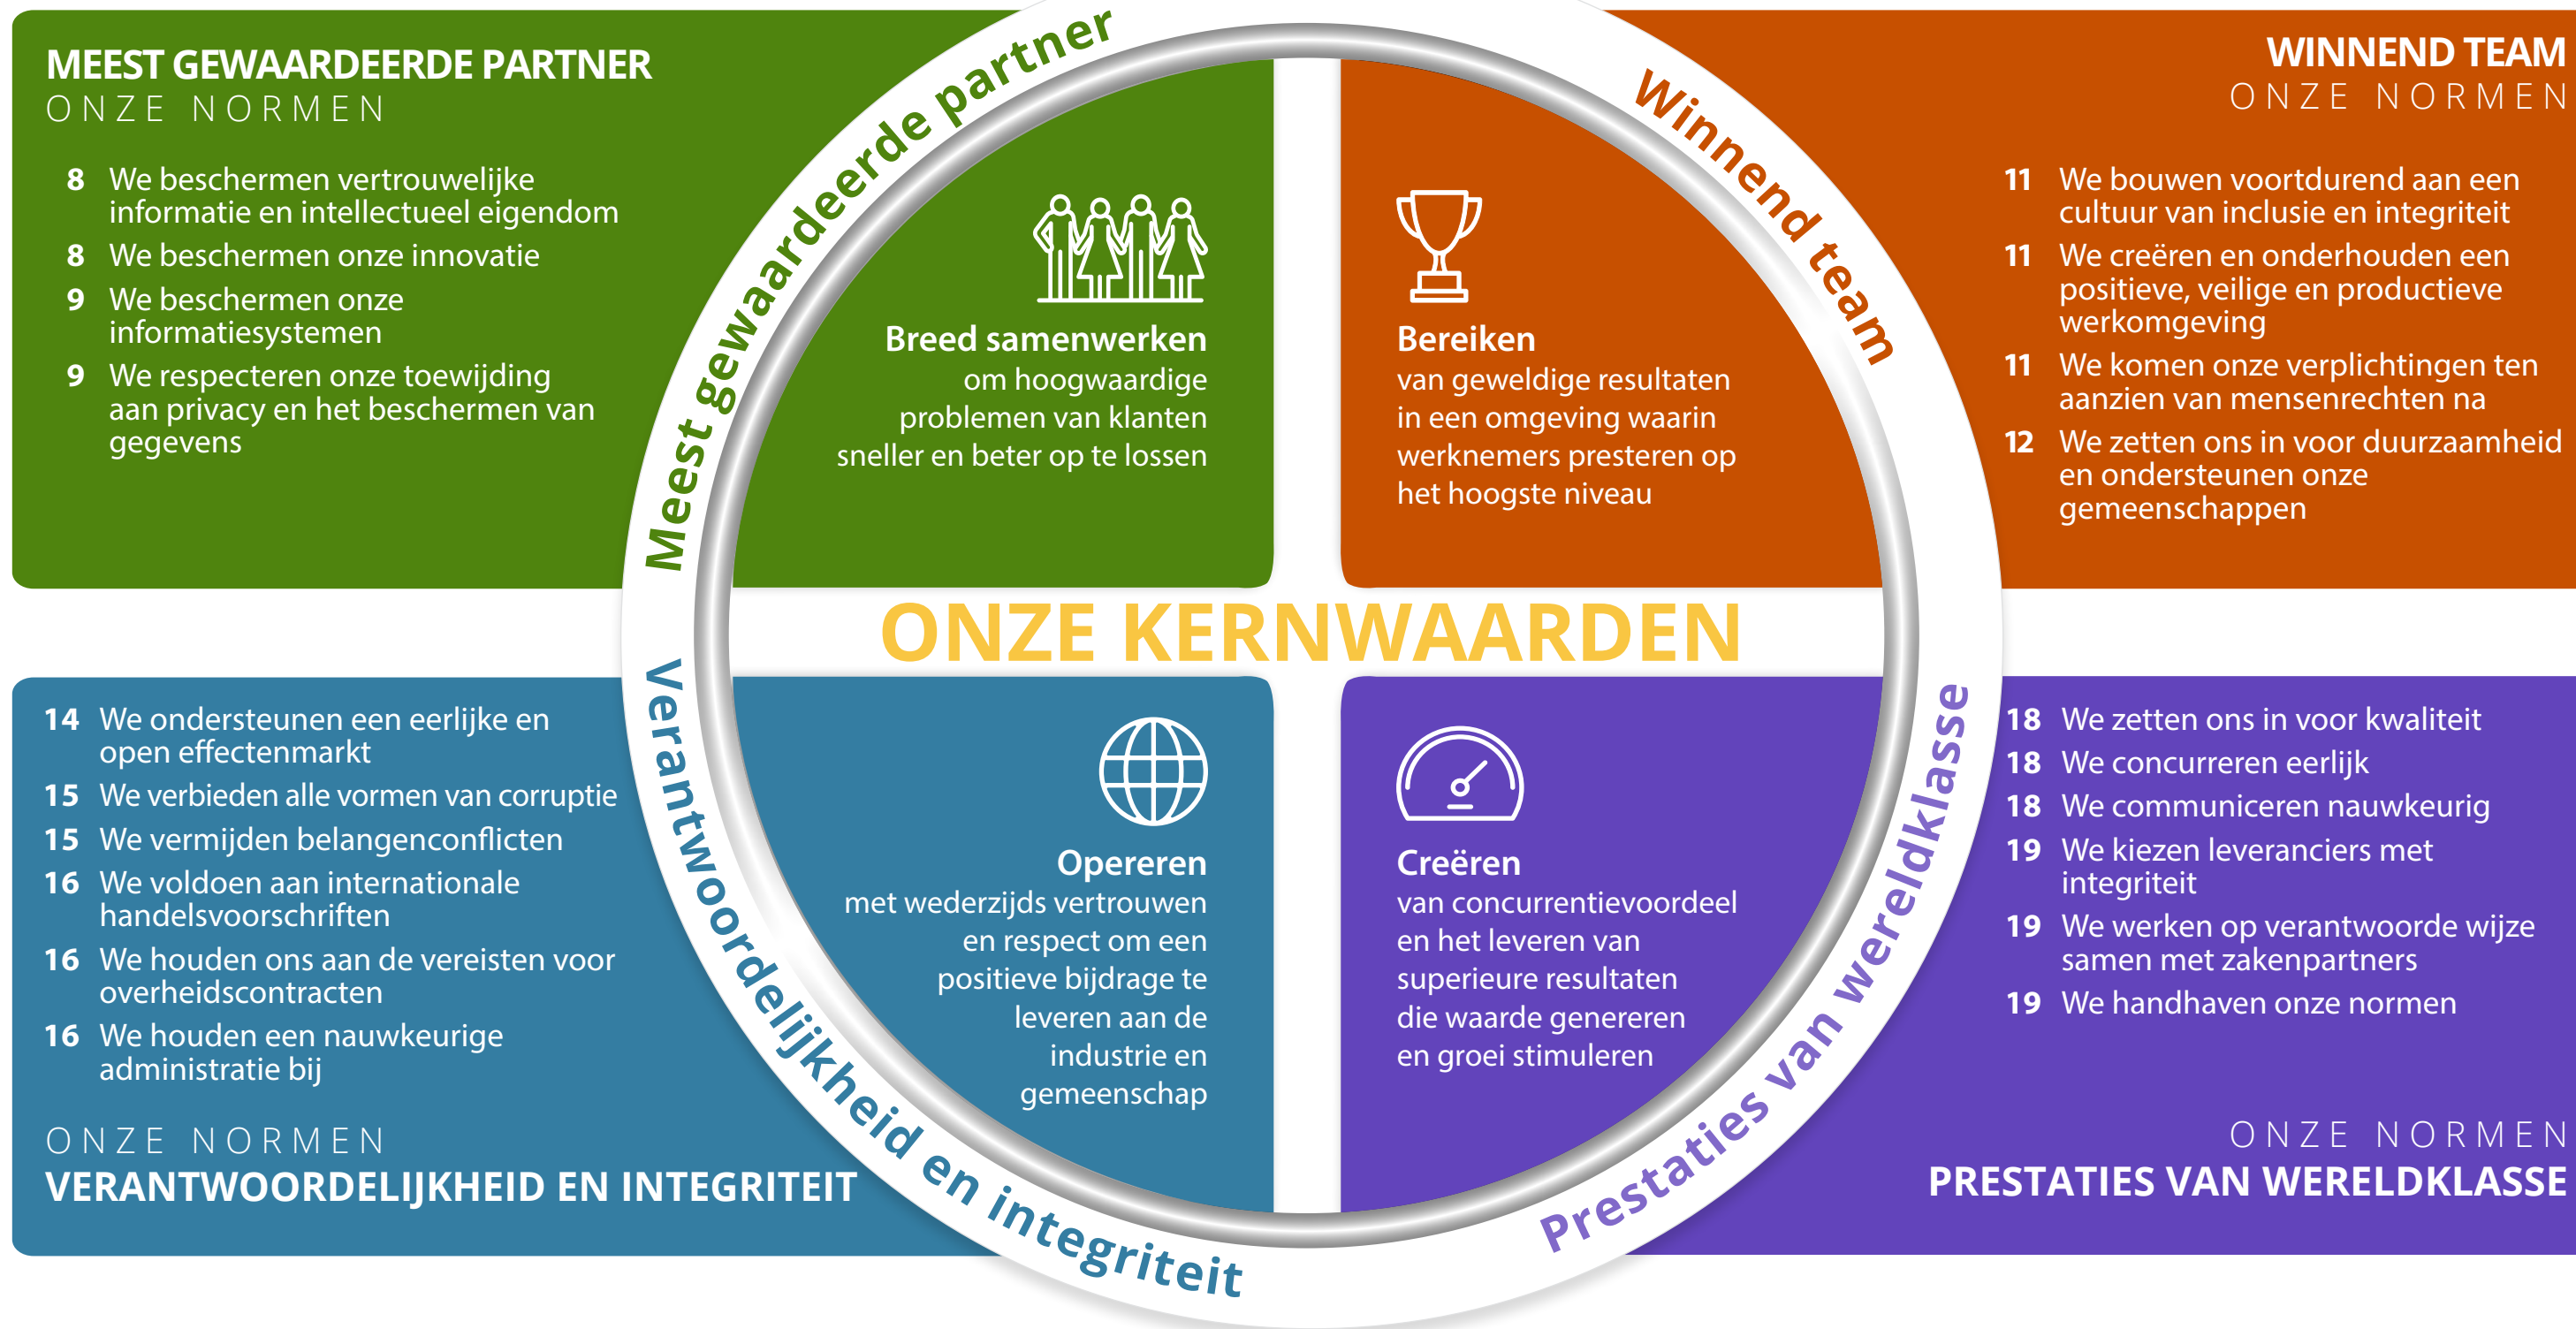 MEEST GEWAARDEERDE PARTNER
ONZE NORMEN
8 We beschermen vertrouwelijke
informatie en intellectueel eigendom
8 We beschermen onze innovatie
9 We beschermen onze
informatiesystemen
9 We respecteren onze toewijding
aan privacy en het beschermen van
gegevens
Meest gewaardeerde partner
Breed samenwerken
om hoogwaardige
problemen van klanten
sneller en beter op te lossen
Bereiken
van geweldige resultaten
in een omgeving waarin
werknemers presteren op
het hoogste niveau
Winnend team
WINNEND TEAM
ONZE NORMEN
11 We bouwen voortdurend aan een
cultuur van inclusie en integriteit
11 We creëren en onderhouden een
positieve, veilige en productieve
werkomgeving
11 We komen onze verplichtingen ten
aanzien van mensenrechten na
12 We zetten ons in voor duurzaamheid
en ondersteunen onze
gemeenschappen
ONZE KERNWAARDEN
14 We ondersteunen een eerlijke en
open effectenmarkt
15 We verbieden alle vormen van corruptie
15 We vermijden belangenconflicten
16 We voldoen aan internationale
handelsvoorschriften
16 We houden ons aan de vereisten voor
overheidscontracten
16 We houden een nauwkeurige
administratie bij
ONZE NORMEN
VERANTWOORDELIJKHEID EN INTEGRITEIT
Verantwoordelijkheid en integriteit
Opereren
met wederzijds vertrouwen
en respect om een
positieve bijdrage te
leveren aan de
industrie en
gemeenschap
Creëren
van concurrentievoordeel
en het leveren van
superieure resultaten
die waarde genereren
en groei stimuleren
Prestaties van wereldklasse
18 We zetten ons in voor kwaliteit
18 We concurreren eerlijk
18 We communiceren nauwkeurig
19 We kiezen leveranciers met
integriteit
19 We werken op verantwoorde wijze
samen met zakenpartners
19 We handhaven onze normen
ONZE NORMEN
PRESTATIES VAN WERELDKLASSE